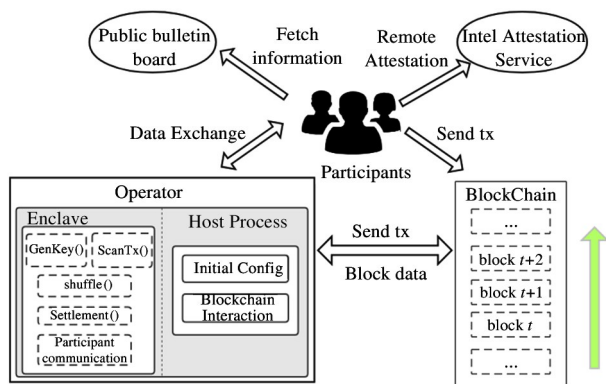 Public bulletin
board
Fetch
information
Remote
Attestation
Intel Attestation
Service
Data Exchange
Participants
Send tx
Operator
Enclave
GenKey()
ScanTx()
shuffle()
Settlement()
Participant
communication
Host Process
Initial Config
Blockchain
Interaction
Send tx
Block data
BlockChain
...
block t+2
block t+1
block t
...